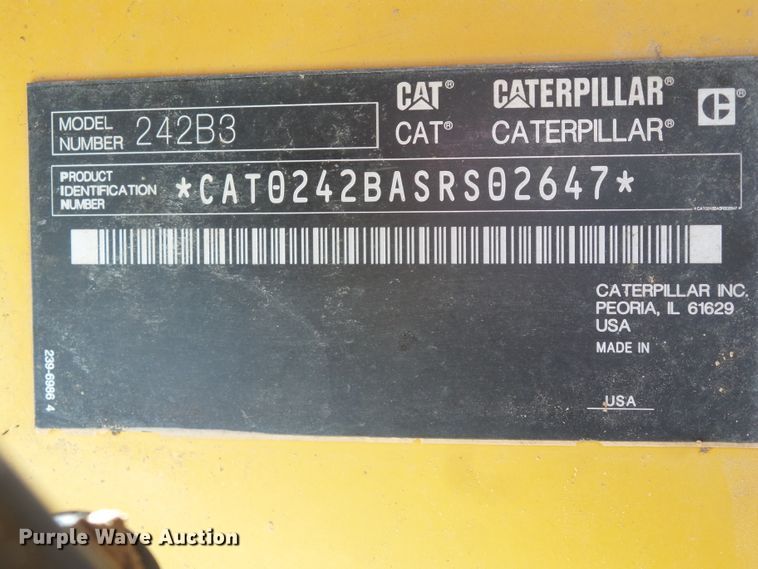 CAT® CATERPILLAR®
MODEL NUMBER 242B3
CAT® CATERPILLAR®
PRODUCT IDENTIFICATION NUMBER *CAT0242BASRS02647*
CATERPILLAR INC.
PEORIA, IL 61629
USA
MADE IN
USA
239-6986 4
Purple Wave Auction